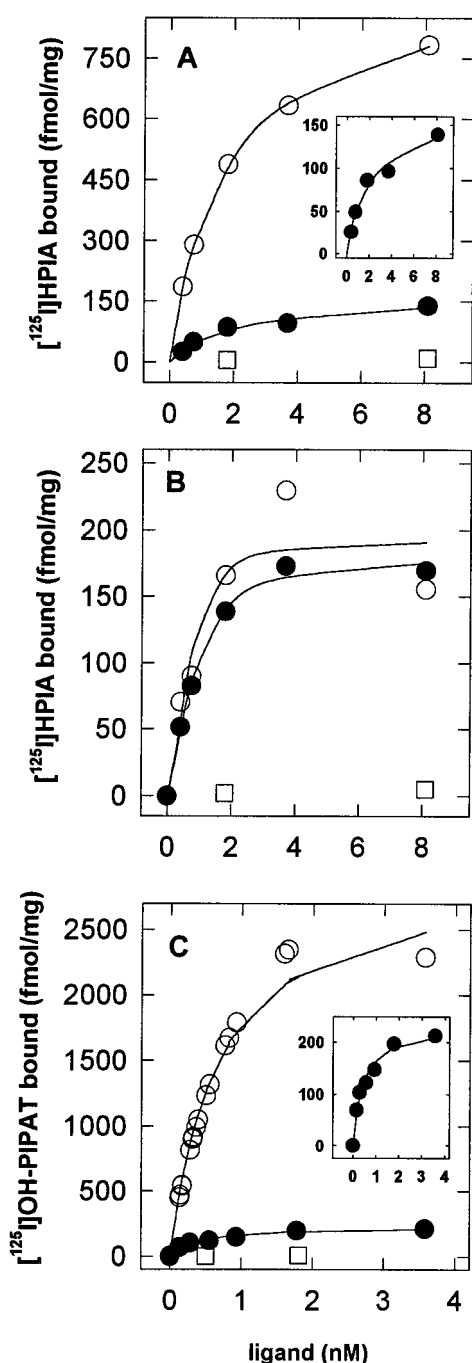 A
[125I]HPIA bound (fmol/mg)
750
600
450
300
150
0
0 2 4 6 8
150
100
50
0
0 2 4 6 8
B
[125I]HPIA bound (fmol/mg)
250
200
150
100
50
0
0 2 4 6 8
C
[125I]OH-PIPAT bound (fmol/mg)
2500
2000
1500
1000
500
0
0 1 2 3 4
200
100
0
0 1 2 3 4
ligand (nM)